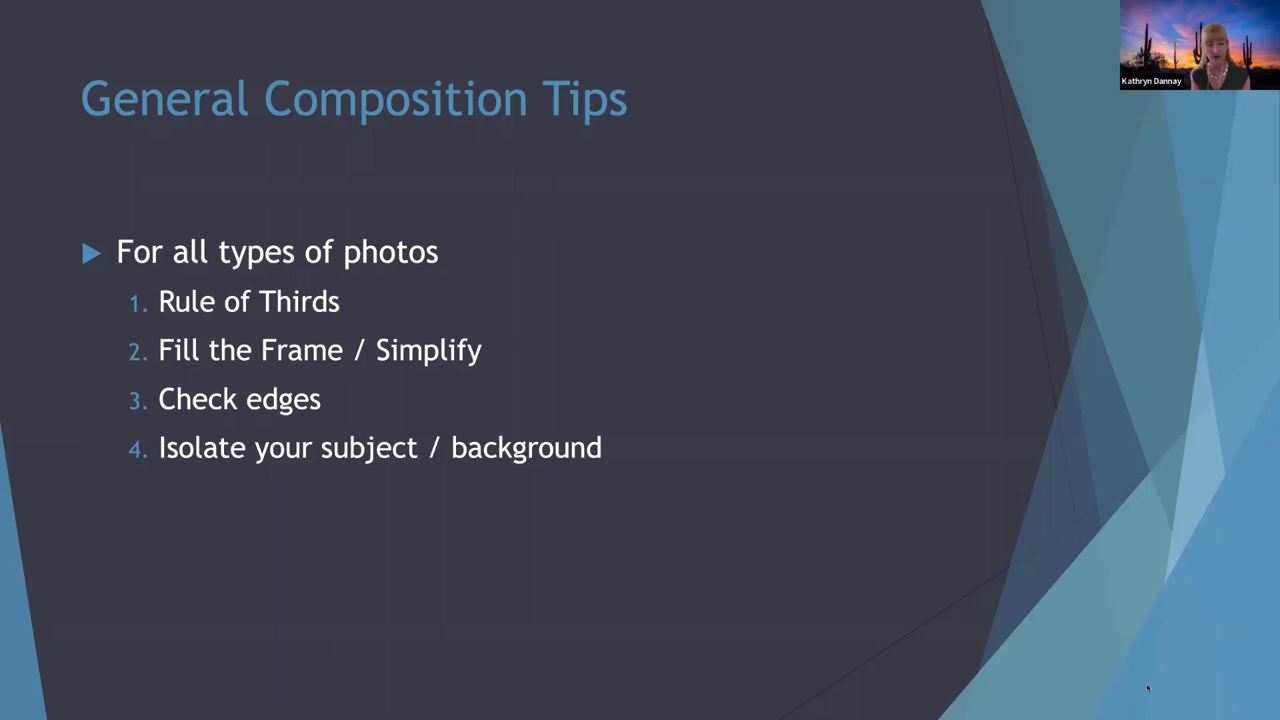 General Composition Tips
Kathryn Dannay
For all types of photos
1. Rule of Thirds
2. Fill the Frame / Simplify
3. Check edges
4. Isolate your subject / background